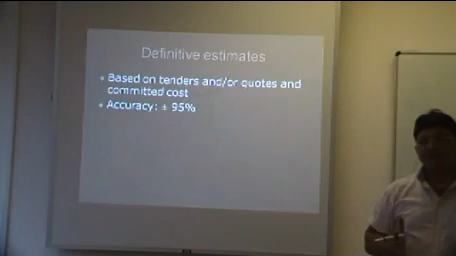 Definitive estimates
• Based on tenders and/or quotes and
committed cost
• Accuracy: ± 95%